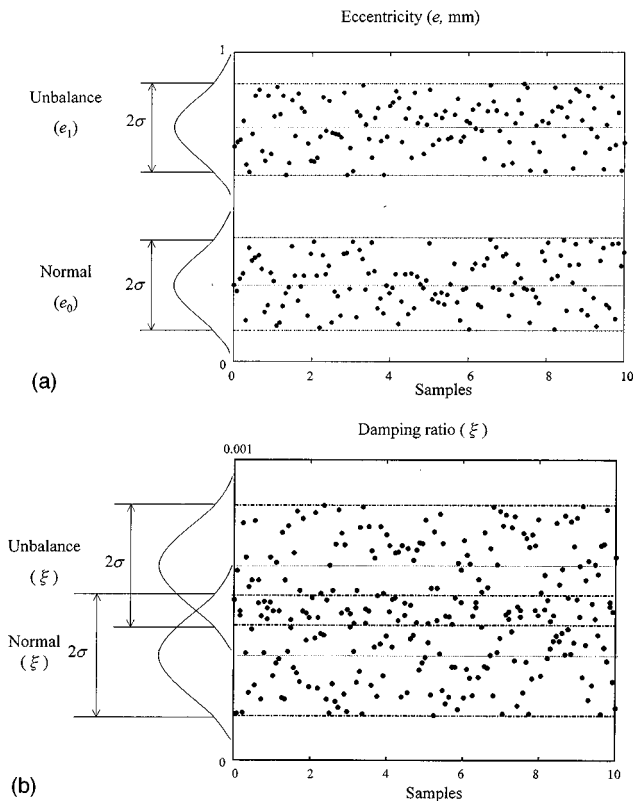 Eccentricity (e, mm)
1
Unbalance
(e₁)
2σ
Normal
(e₀)
2σ
0
0 2 4 6 8 10
Samples
(a)
Damping ratio (ξ)
0.001
Unbalance
(ξ)
2σ
Normal
(ξ)
2σ
0
0 2 4 6 8 10
Samples
(b)